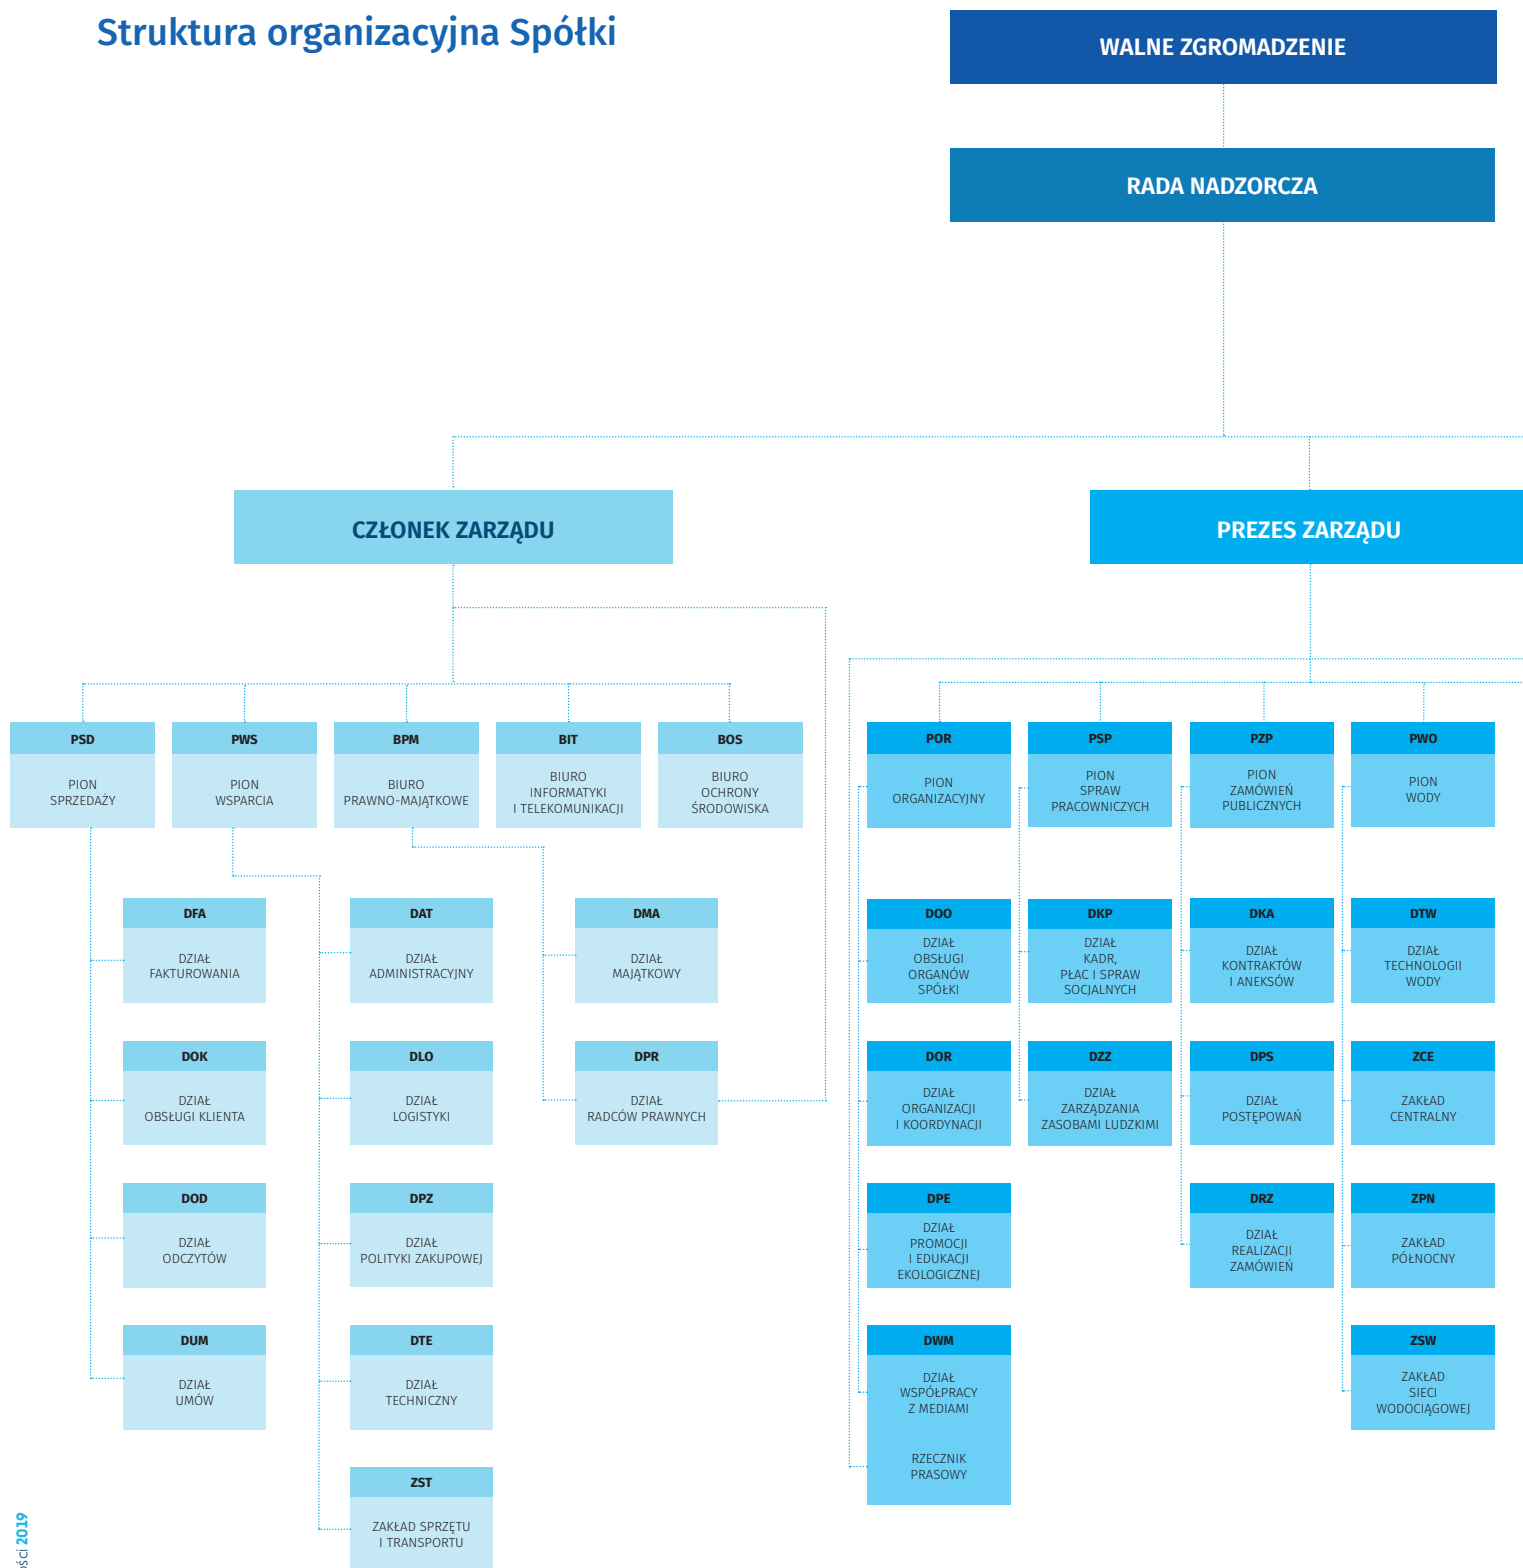 Struktura organizacyjna Spółki
WALNE ZGROMADZENIE
RADA NADZORCZA
CZŁONEK ZARZĄDU
PREZES ZARZĄDU
PSD
PION
SPRZEDAŻY
PWS
PION
WSPARCIA
BPM
BIURO
PRAWNO-MAJĄTKOWE
BIT
BIURO
INFORMATYKI
I TELEKOMUNIKACJI
BOS
BIURO
OCHRONY
ŚRODOWISKA
POR
PION
ORGANIZACYJNY
PSP
PION
SPRAW
PRACOWNICZYCH
PZP
PION
ZAMÓWIEŃ
PUBLICZNYCH
PWO
PION
WODY
DFA
DZIAŁ
FAKTUROWANIA
DAT
DZIAŁ
ADMINISTRACYJNY
DMA
DZIAŁ
MAJĄTKOWY
DOO
DZIAŁ
OBSŁUGI
ORGANÓW
SPÓŁKI
DKP
DZIAŁ
KADR,
PŁAC I SPRAW
SOCJALNYCH
DKA
DZIAŁ
KONTRAKTÓW
I ANEKSÓW
DTW
DZIAŁ
TECHNOLOGII
WODY
DOK
DZIAŁ
OBSŁUGI KLIENTA
DLO
DZIAŁ
LOGISTYKI
DPR
DZIAŁ
RADCÓW PRAWNYCH
DOR
DZIAŁ
ORGANIZACJI
I KOORDYNACJI
DZZ
DZIAŁ
ZARZĄDZANIA
ZASOBAMI LUDZKIMI
DPS
DZIAŁ
POSTĘPOWAŃ
ZCE
ZAKŁAD
CENTRALNY
DOD
DZIAŁ
ODCZYTÓW
DPZ
DZIAŁ
POLITYKI ZAKUPOWEJ
DPE
DZIAŁ
PROMOCJI
I EDUKACJI
EKOLOGICZNEJ
DRZ
DZIAŁ
REALIZACJI
ZAMÓWIEŃ
ZPN
ZAKŁAD
PÓŁNOCNY
DUM
DZIAŁ
UMÓW
DTE
DZIAŁ
TECHNICZNY
DWM
DZIAŁ
WSPÓŁPRACY
Z MEDIAMI
RZECZNIK
PRASOWY
ZSW
ZAKŁAD
SIECI
WODOCIĄGOWEJ
ZST
ZAKŁAD SPRZĘTU
I TRANSPORTU
2019